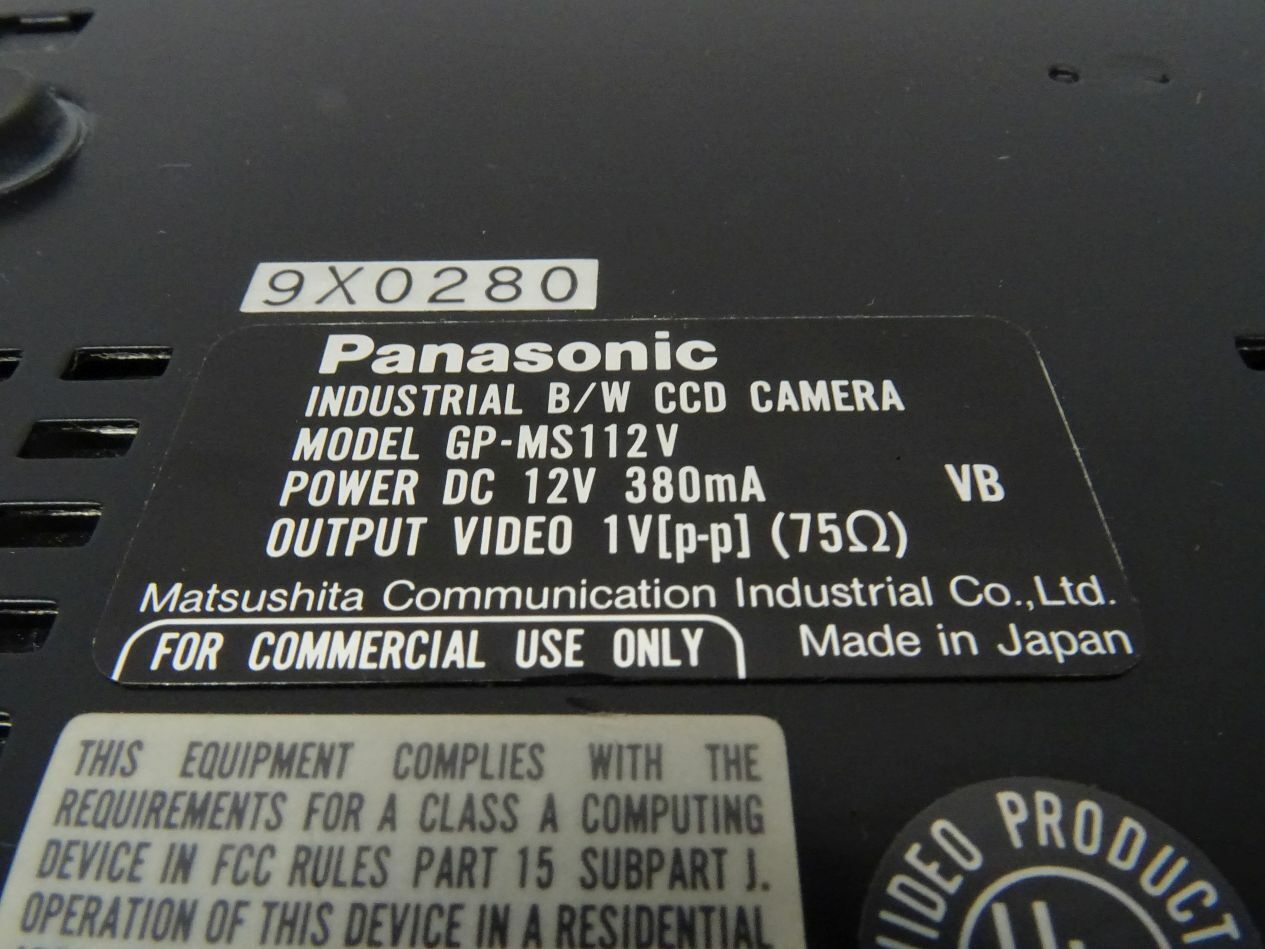 9X0280
Panasonic
INDUSTRIAL B/W CCD CAMERA
MODEL GP-MS112V
POWER DC 12V 380mA VB
OUTPUT VIDEO 1V[p-p] (75Ω)
Matsushita Communication Industrial Co.,Ltd.
FOR COMMERCIAL USE ONLY Made in Japan
THIS EQUIPMENT COMPLIES WITH THE
REQUIREMENTS FOR A CLASS A COMPUTING
DEVICE IN FCC RULES PART 15 SUBPART J.
OPERATION OF THIS DEVICE IN A RESIDENTIAL
VIDEO PRODUCT